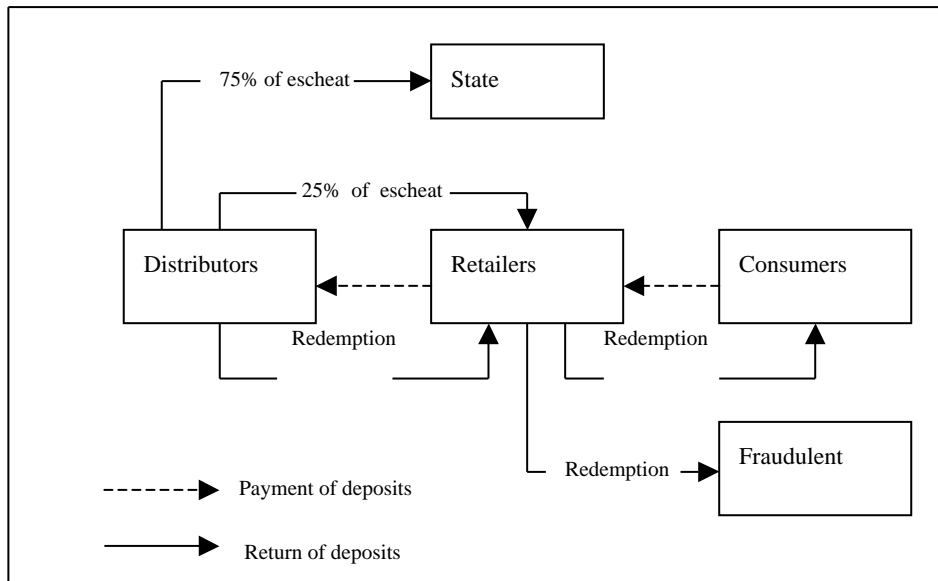 75% of escheat
State
25% of escheat
Distributors
Retailers
Consumers
Redemption
Redemption
Redemption
Fraudulent
Payment of deposits
Return of deposits